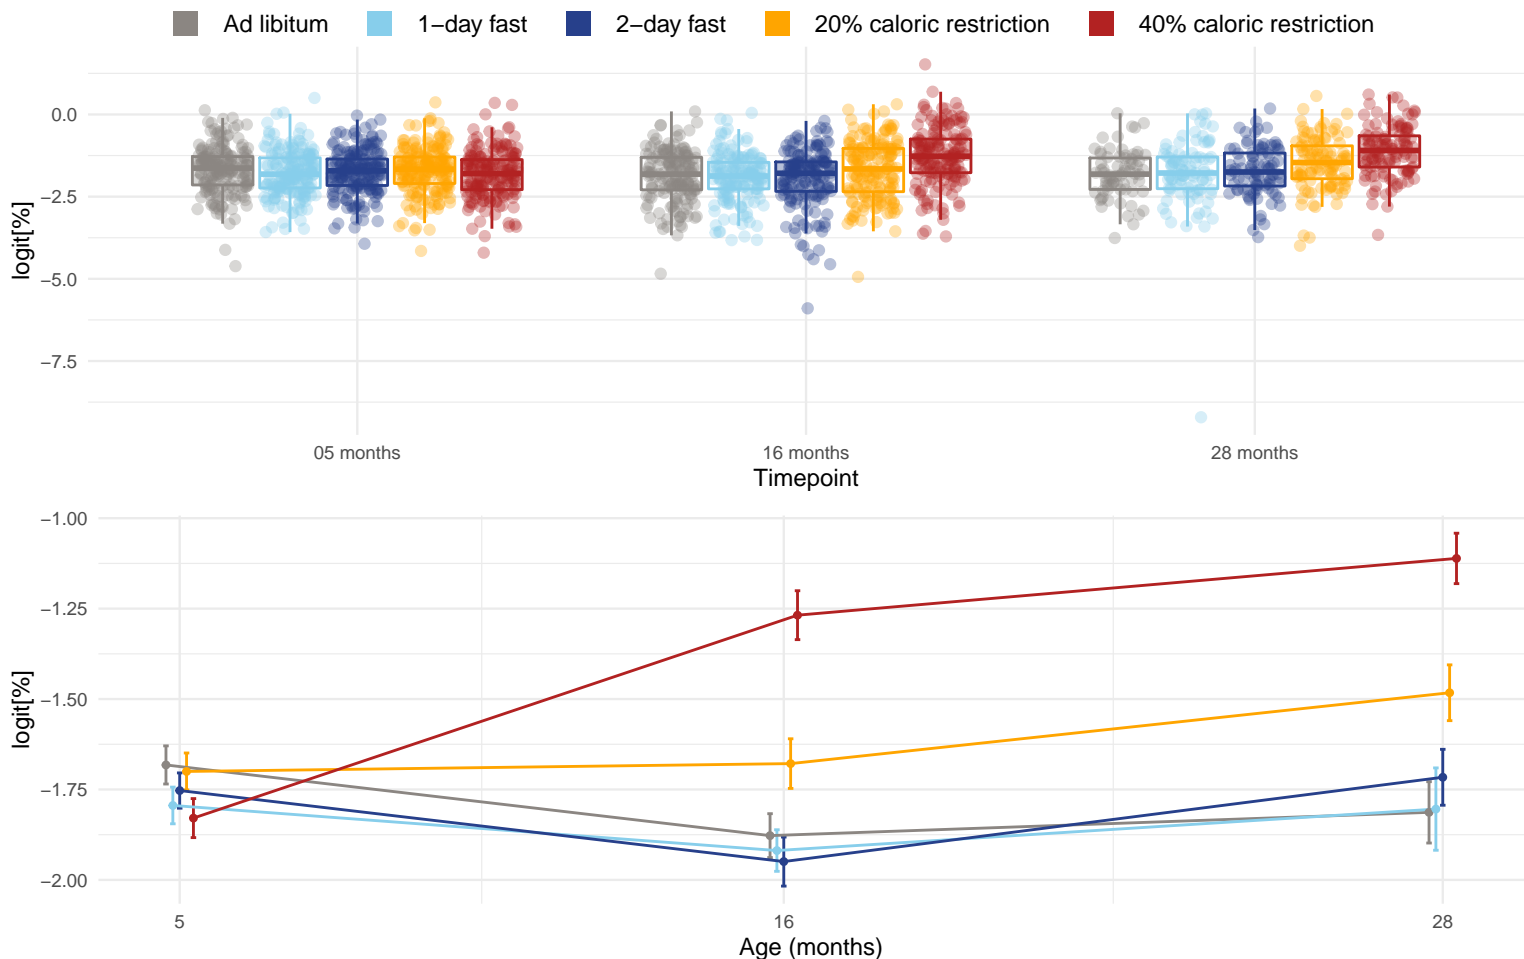 Ad libitum 1−day fast 2−day fast 20% caloric restriction 40% caloric restriction
0.0
−2.5
−5.0
−7.5
logit[%]
05 months 16 months 28 months
Timepoint
−1.00
−1.25
−1.50
−1.75
−2.00
logit[%]
5 16 28
Age (months)